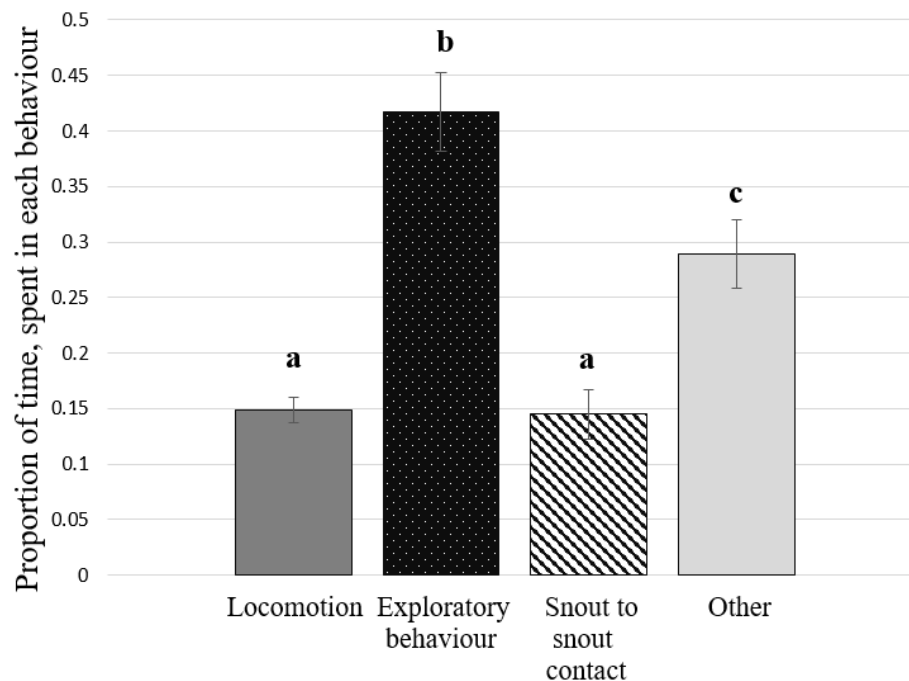 Proportion of time, spent in each behaviour
0.5
0.45
0.4
0.35
0.3
0.25
0.2
0.15
0.1
0.05
0
a
b
a
c
Locomotion
Exploratory
behaviour
Snout to
snout
contact
Other